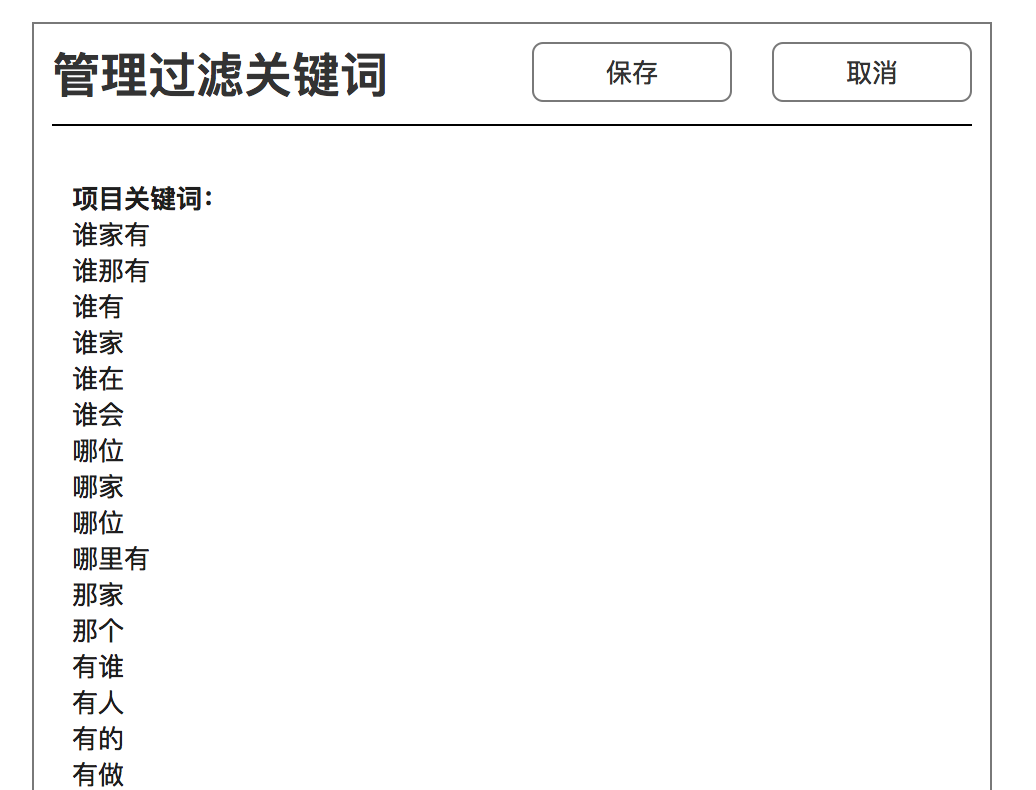 管理过滤关键词
保存
取消
项目关键词：
谁家有
谁那有
谁有
谁家
谁在
谁会
哪位
哪家
哪位
哪里有
那家
那个
有谁
有人
有的
有做